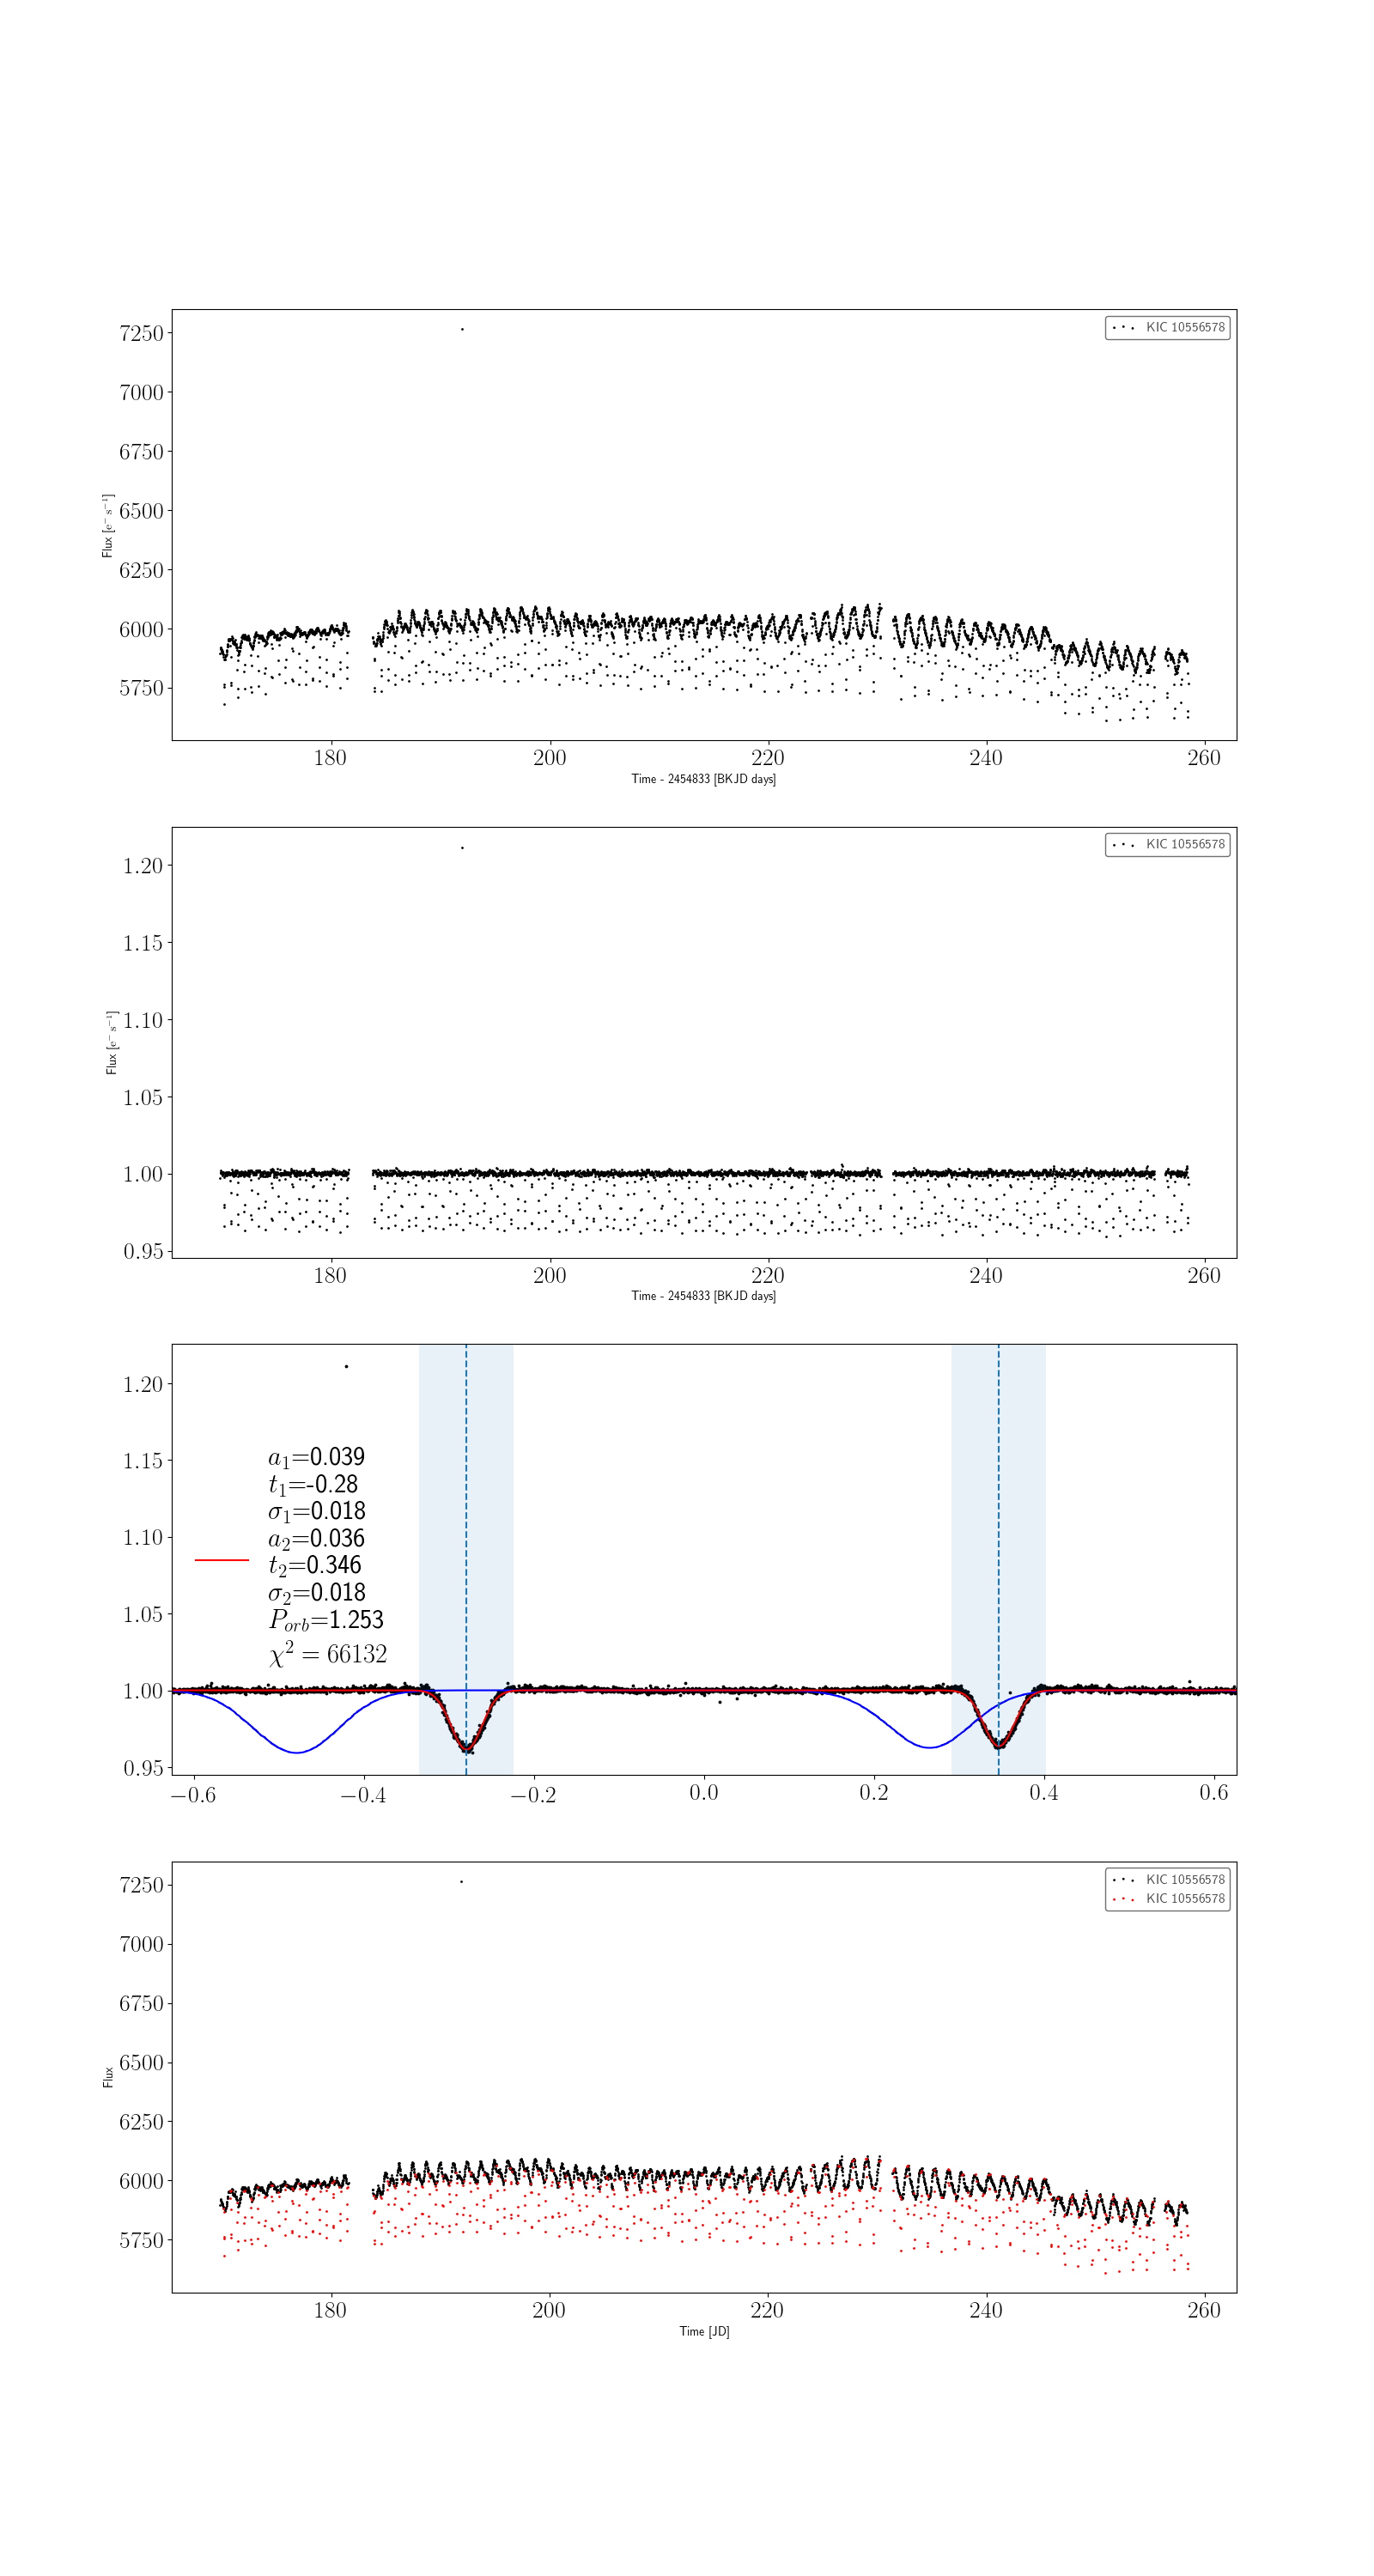 KIC 10556578
7250
7000
6750
6500
6250
6000
5750
Flux [e⁻ s⁻¹]
180 200 220 240 260
Time - 2454833 [BKJD days]
KIC 10556578
1.20
1.15
1.10
1.05
1.00
0.95
Flux [e⁻ s⁻¹]
180 200 220 240 260
Time - 2454833 [BKJD days]
1.20
1.15
1.10
1.05
1.00
0.95
a₁=0.039
t₁=-0.28
σ₁=0.018
a₂=0.036
t₂=0.346
σ₂=0.018
P_orb=1.253
χ² = 66132
−0.6 −0.4 −0.2 0.0 0.2 0.4 0.6
KIC 10556578
KIC 10556578
7250
7000
6750
6500
6250
6000
5750
Flux
180 200 220 240 260
Time [JD]